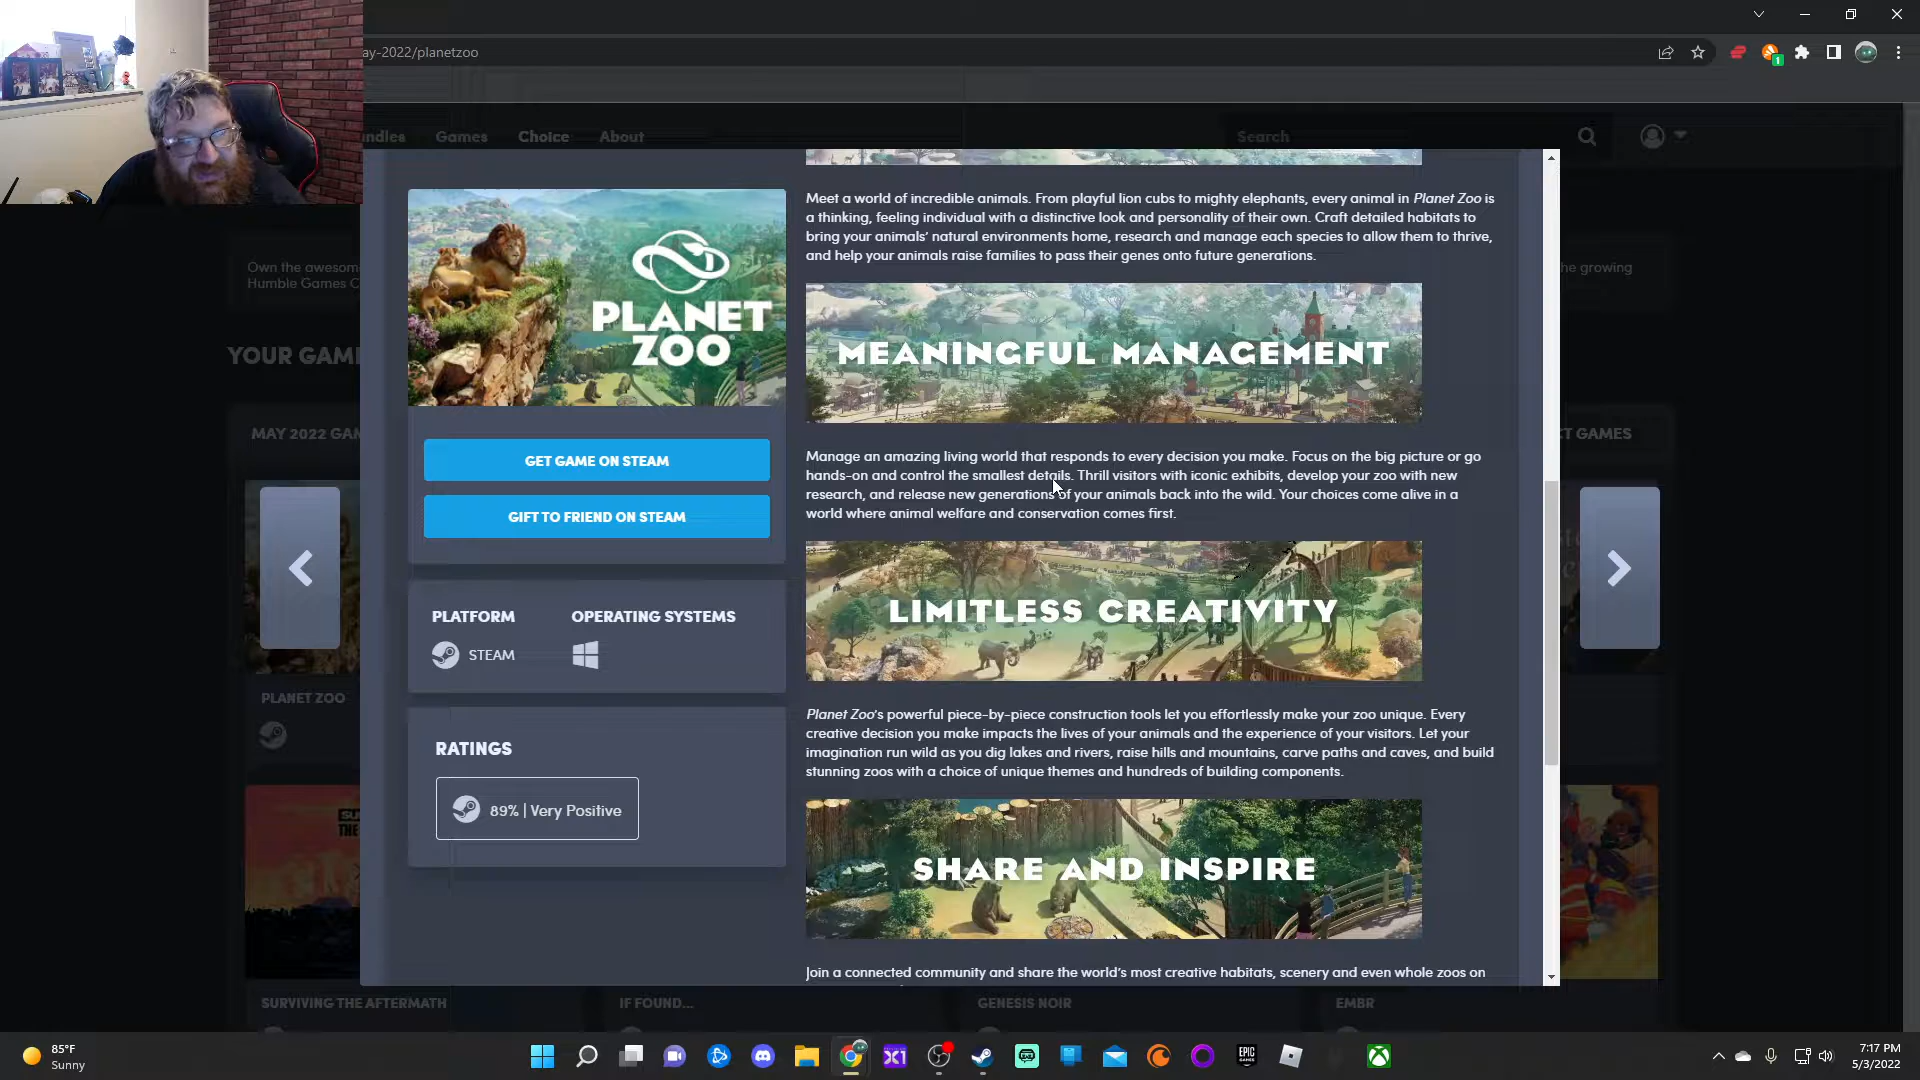 ay-2022/planetzoo
ndles Games Choice About Search
Own the awesom
Humble Games C
he growing
YOUR GAM
MAY 2022 GAM
CT GAMES
PLANET ZOO
PLANET
ZOO
GET GAME ON STEAM
GIFT TO FRIEND ON STEAM
PLATFORM OPERATING SYSTEMS
STEAM
RATINGS
89% | Very Positive
Meet a world of incredible animals. From playful lion cubs to mighty elephants, every animal in Planet Zoo is
a thinking, feeling individual with a distinctive look and personality of their own. Craft detailed habitats to
bring your animals’ natural environments home, research and manage each species to allow them to thrive,
and help your animals raise families to pass their genes onto future generations.
MEANINGFUL MANAGEMENT
Manage an amazing living world that responds to every decision you make. Focus on the big picture or go
hands-on and control the smallest details. Thrill visitors with iconic exhibits, develop your zoo with new
research, and release new generations of your animals back into the wild. Your choices come alive in a
world where animal welfare and conservation comes first.
LIMITLESS CREATIVITY
Planet Zoo’s powerful piece-by-piece construction tools let you effortlessly make your zoo unique. Every
creative decision you make impacts the lives of your animals and the experience of your visitors. Let your
imagination run wild as you dig lakes and rivers, raise hills and mountains, carve paths and caves, and build
stunning zoos with a choice of unique themes and hundreds of building components.
SHARE AND INSPIRE
Join a connected community and share the world’s most creative habitats, scenery and even whole zoos on
SURVIVING THE AFTERMATH IF FOUND... GENESIS NOIR EMBR
85°F
Sunny
7:17 PM
5/3/2022